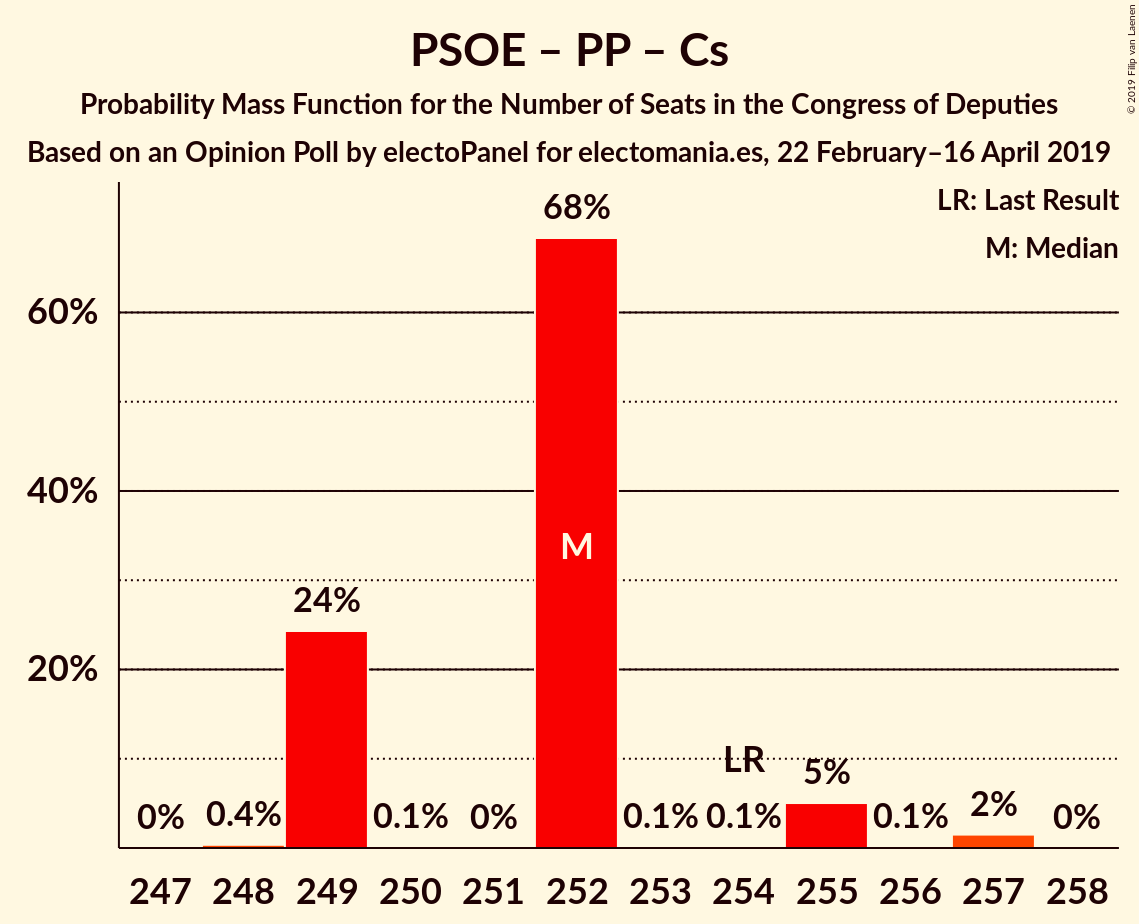 PSOE – PP – Cs
Probability Mass Function for the Number of Seats in the Congress of Deputies
Based on an Opinion Poll by electoPanel for electomania.es, 22 February–16 April 2019
© 2019 Filip van Laenen
LR: Last Result
M: Median
60%
40%
20%
0%
0.4%
24%
0.1%
0%
68%
M
0.1%
LR
0.1%
5%
0.1%
2%
0%
247 248 249 250 251 252 253 254 255 256 257 258